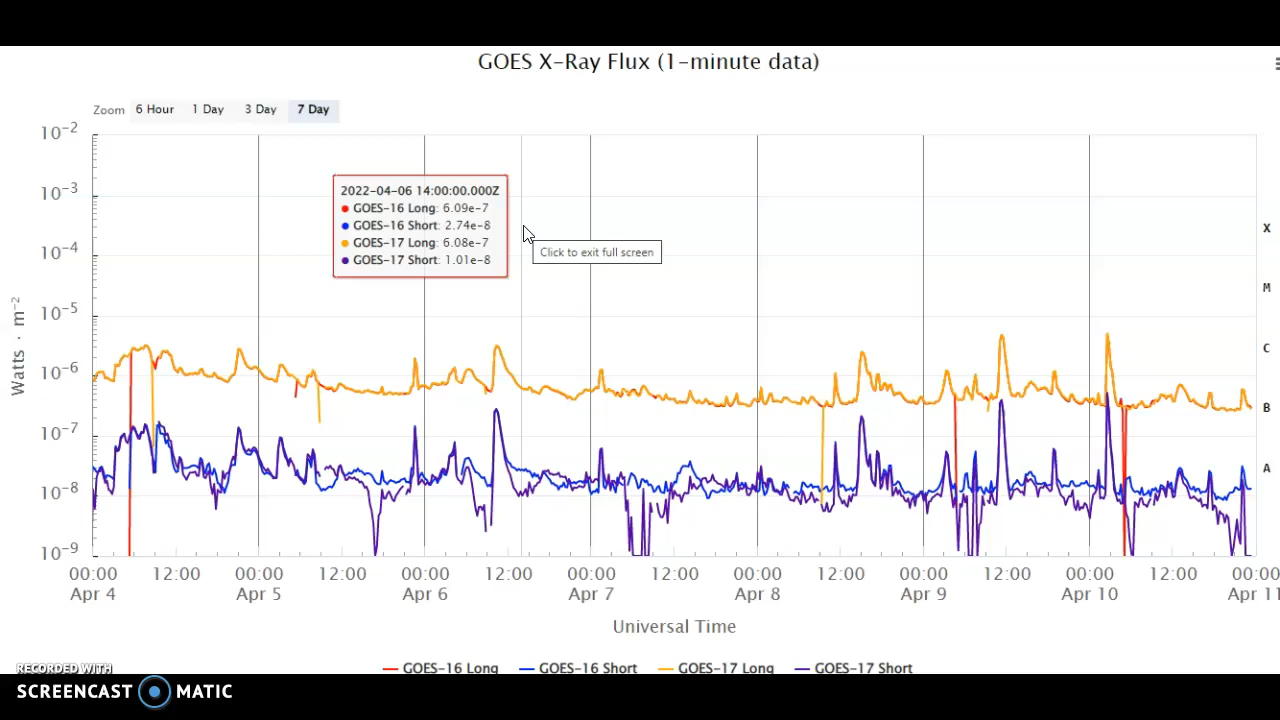 GOES X-Ray Flux (1-minute data)
Zoom 6 Hour 1 Day 3 Day 7 Day
10⁻²
10⁻³
10⁻⁴
10⁻⁵
10⁻⁶
10⁻⁷
10⁻⁸
10⁻⁹
Watts · m⁻²
2022-04-06 14:00:00.000Z
GOES-16 Long: 6.09e-7
GOES-16 Short: 2.74e-8
GOES-17 Long: 6.08e-7
GOES-17 Short: 1.01e-8
Click to exit full screen
X
M
C
B
A
00:00 12:00 00:00 12:00 00:00 12:00 00:00 12:00 00:00 12:00 00:00 12:00 00:00 12:00 00:00
Apr 4 Apr 5 Apr 6 Apr 7 Apr 8 Apr 9 Apr 10 Apr 11
Universal Time
GOES-16 Long GOES-16 Short GOES-17 Long GOES-17 Short
RECORDED WITH
SCREENCAST MATIC